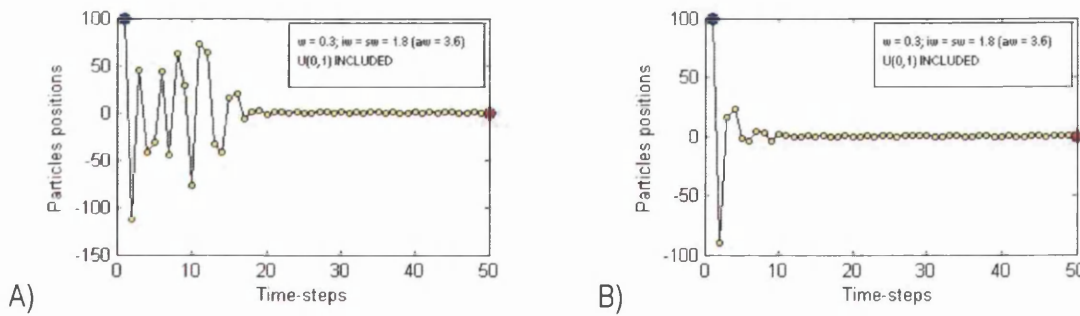 100
50
0
-50
-100
-150
Particles positions
w = 0.3; iw = sw = 1.8 (aw = 3.6)
U(0,1) INCLUDED
0
10
20
30
40
50
Time-steps
A)
100
50
0
-50
-100
Particles positions
w = 0.3; iw = sw = 1.8 (aw = 3.6)
U(0,1) INCLUDED
0
10
20
30
40
50
Time-steps
B)